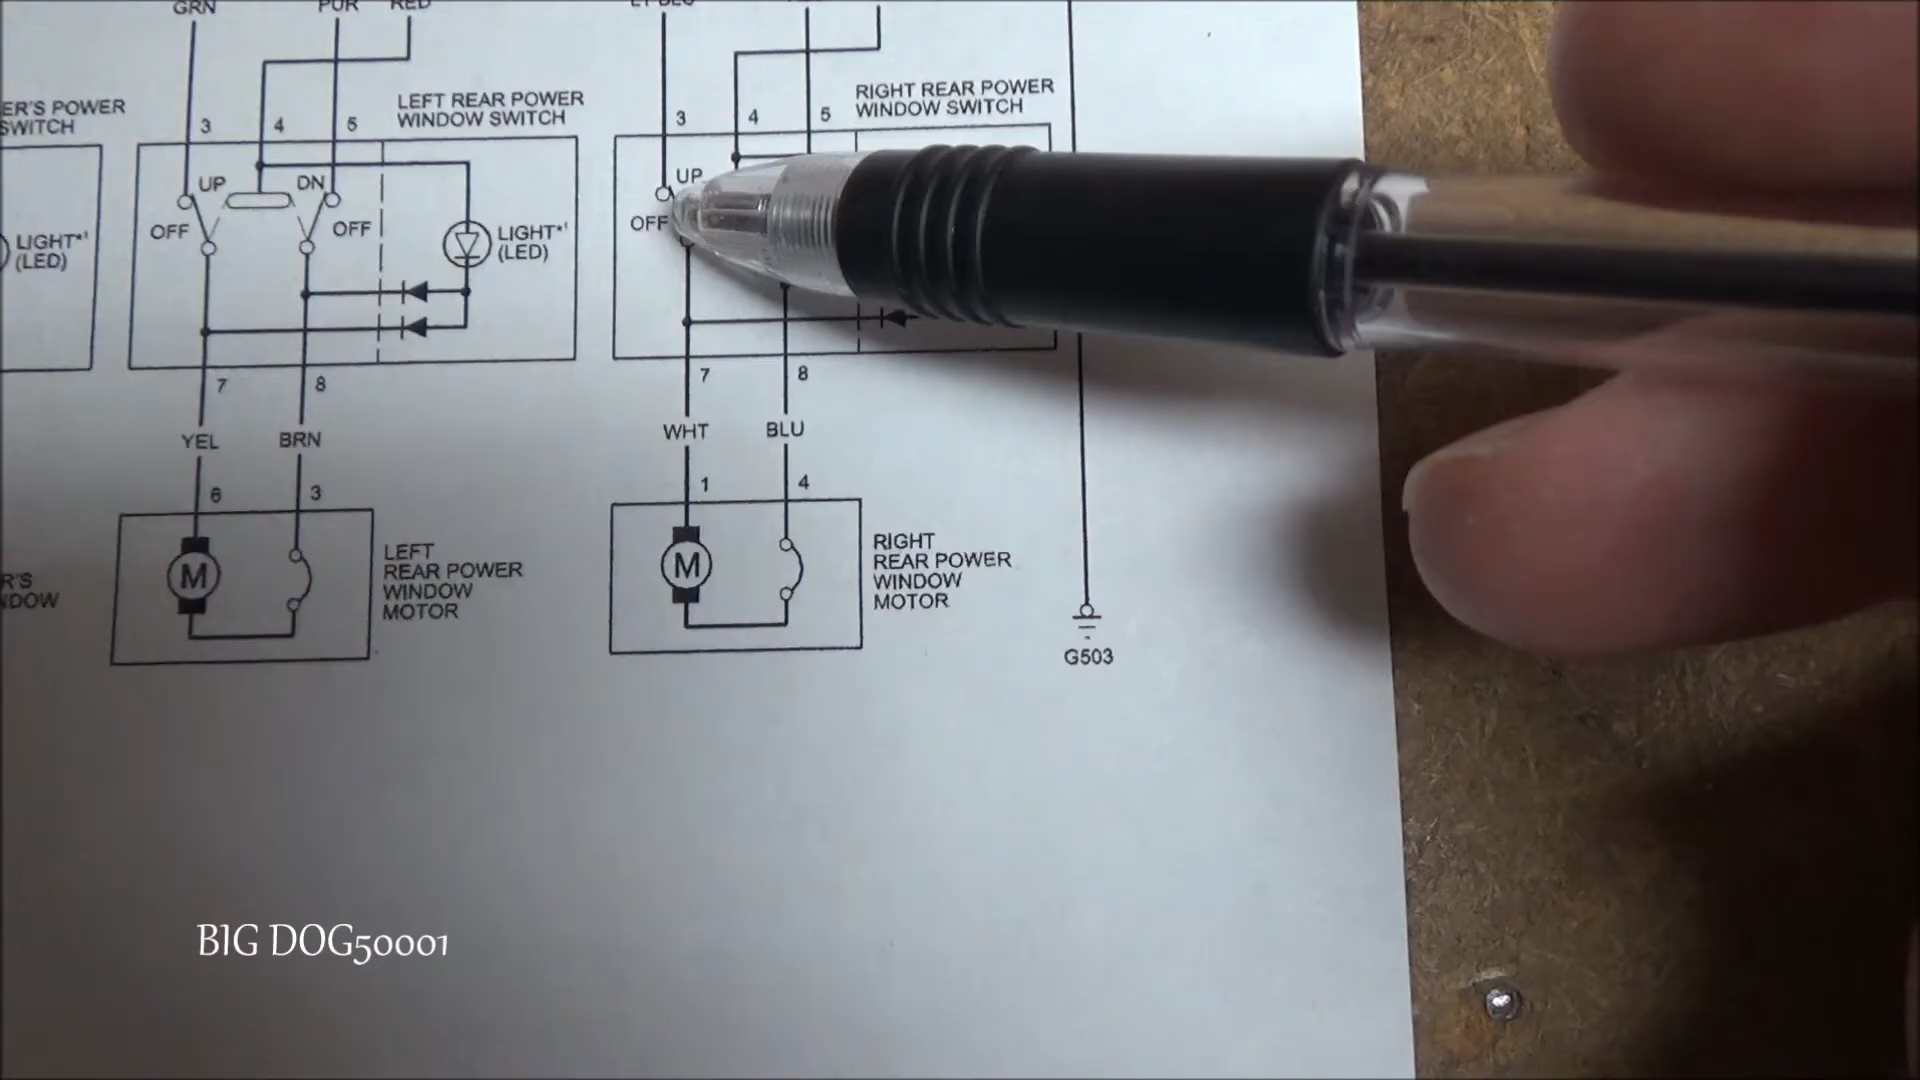 GRN
PUR
RED
LT BLU
ER'S POWER
SWITCH
3
4
5
LEFT REAR POWER
WINDOW SWITCH
3
4
5
RIGHT REAR POWER
WINDOW SWITCH
UP
DN
OFF
OFF
LIGHT*1
(LED)
LIGHT*1
(LED)
UP
OFF
7
8
YEL
BRN
6
3
M
LEFT
REAR POWER
WINDOW
MOTOR
R'S
NDOW
7
8
WHT
BLU
1
4
M
RIGHT
REAR POWER
WINDOW
MOTOR
G503
BIG DOG50001